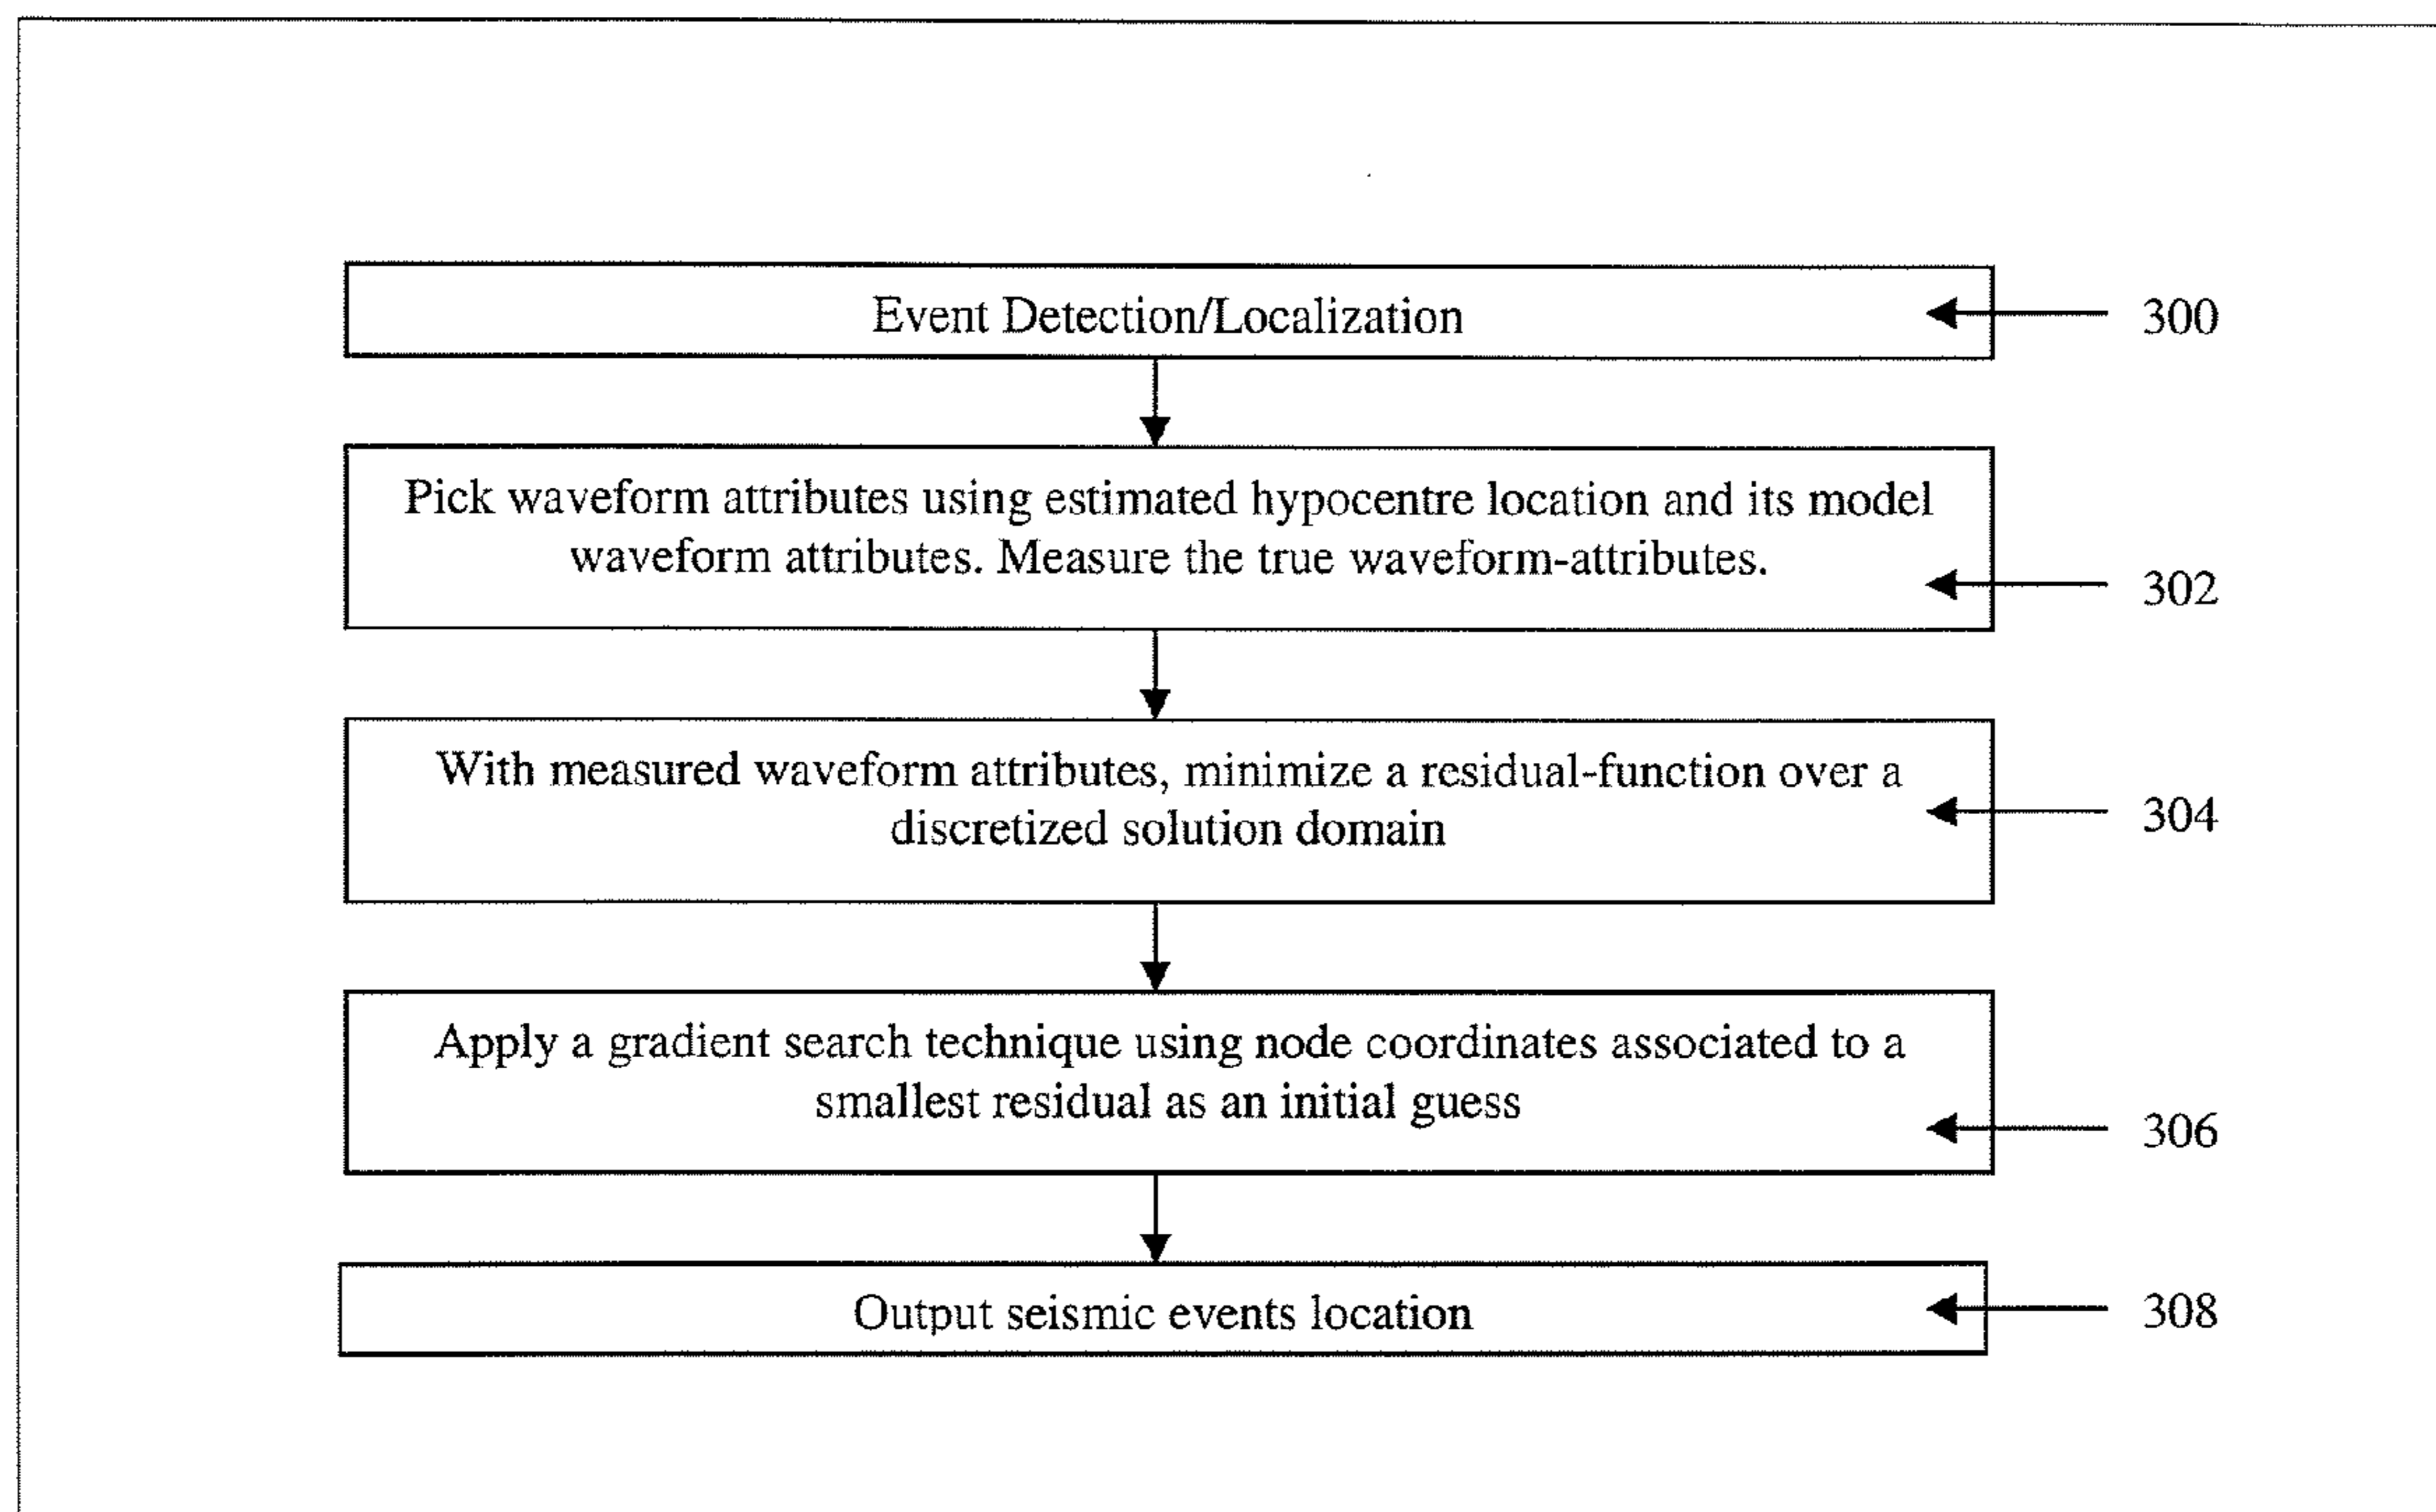 Event Detection/Localization
300
Pick waveform attributes using estimated hypocentre location and its model
waveform attributes. Measure the true waveform-attributes.
302
With measured waveform attributes, minimize a residual-function over a
discretized solution domain
304
Apply a gradient search technique using node coordinates associated to a
smallest residual as an initial guess
306
Output seismic events location
308